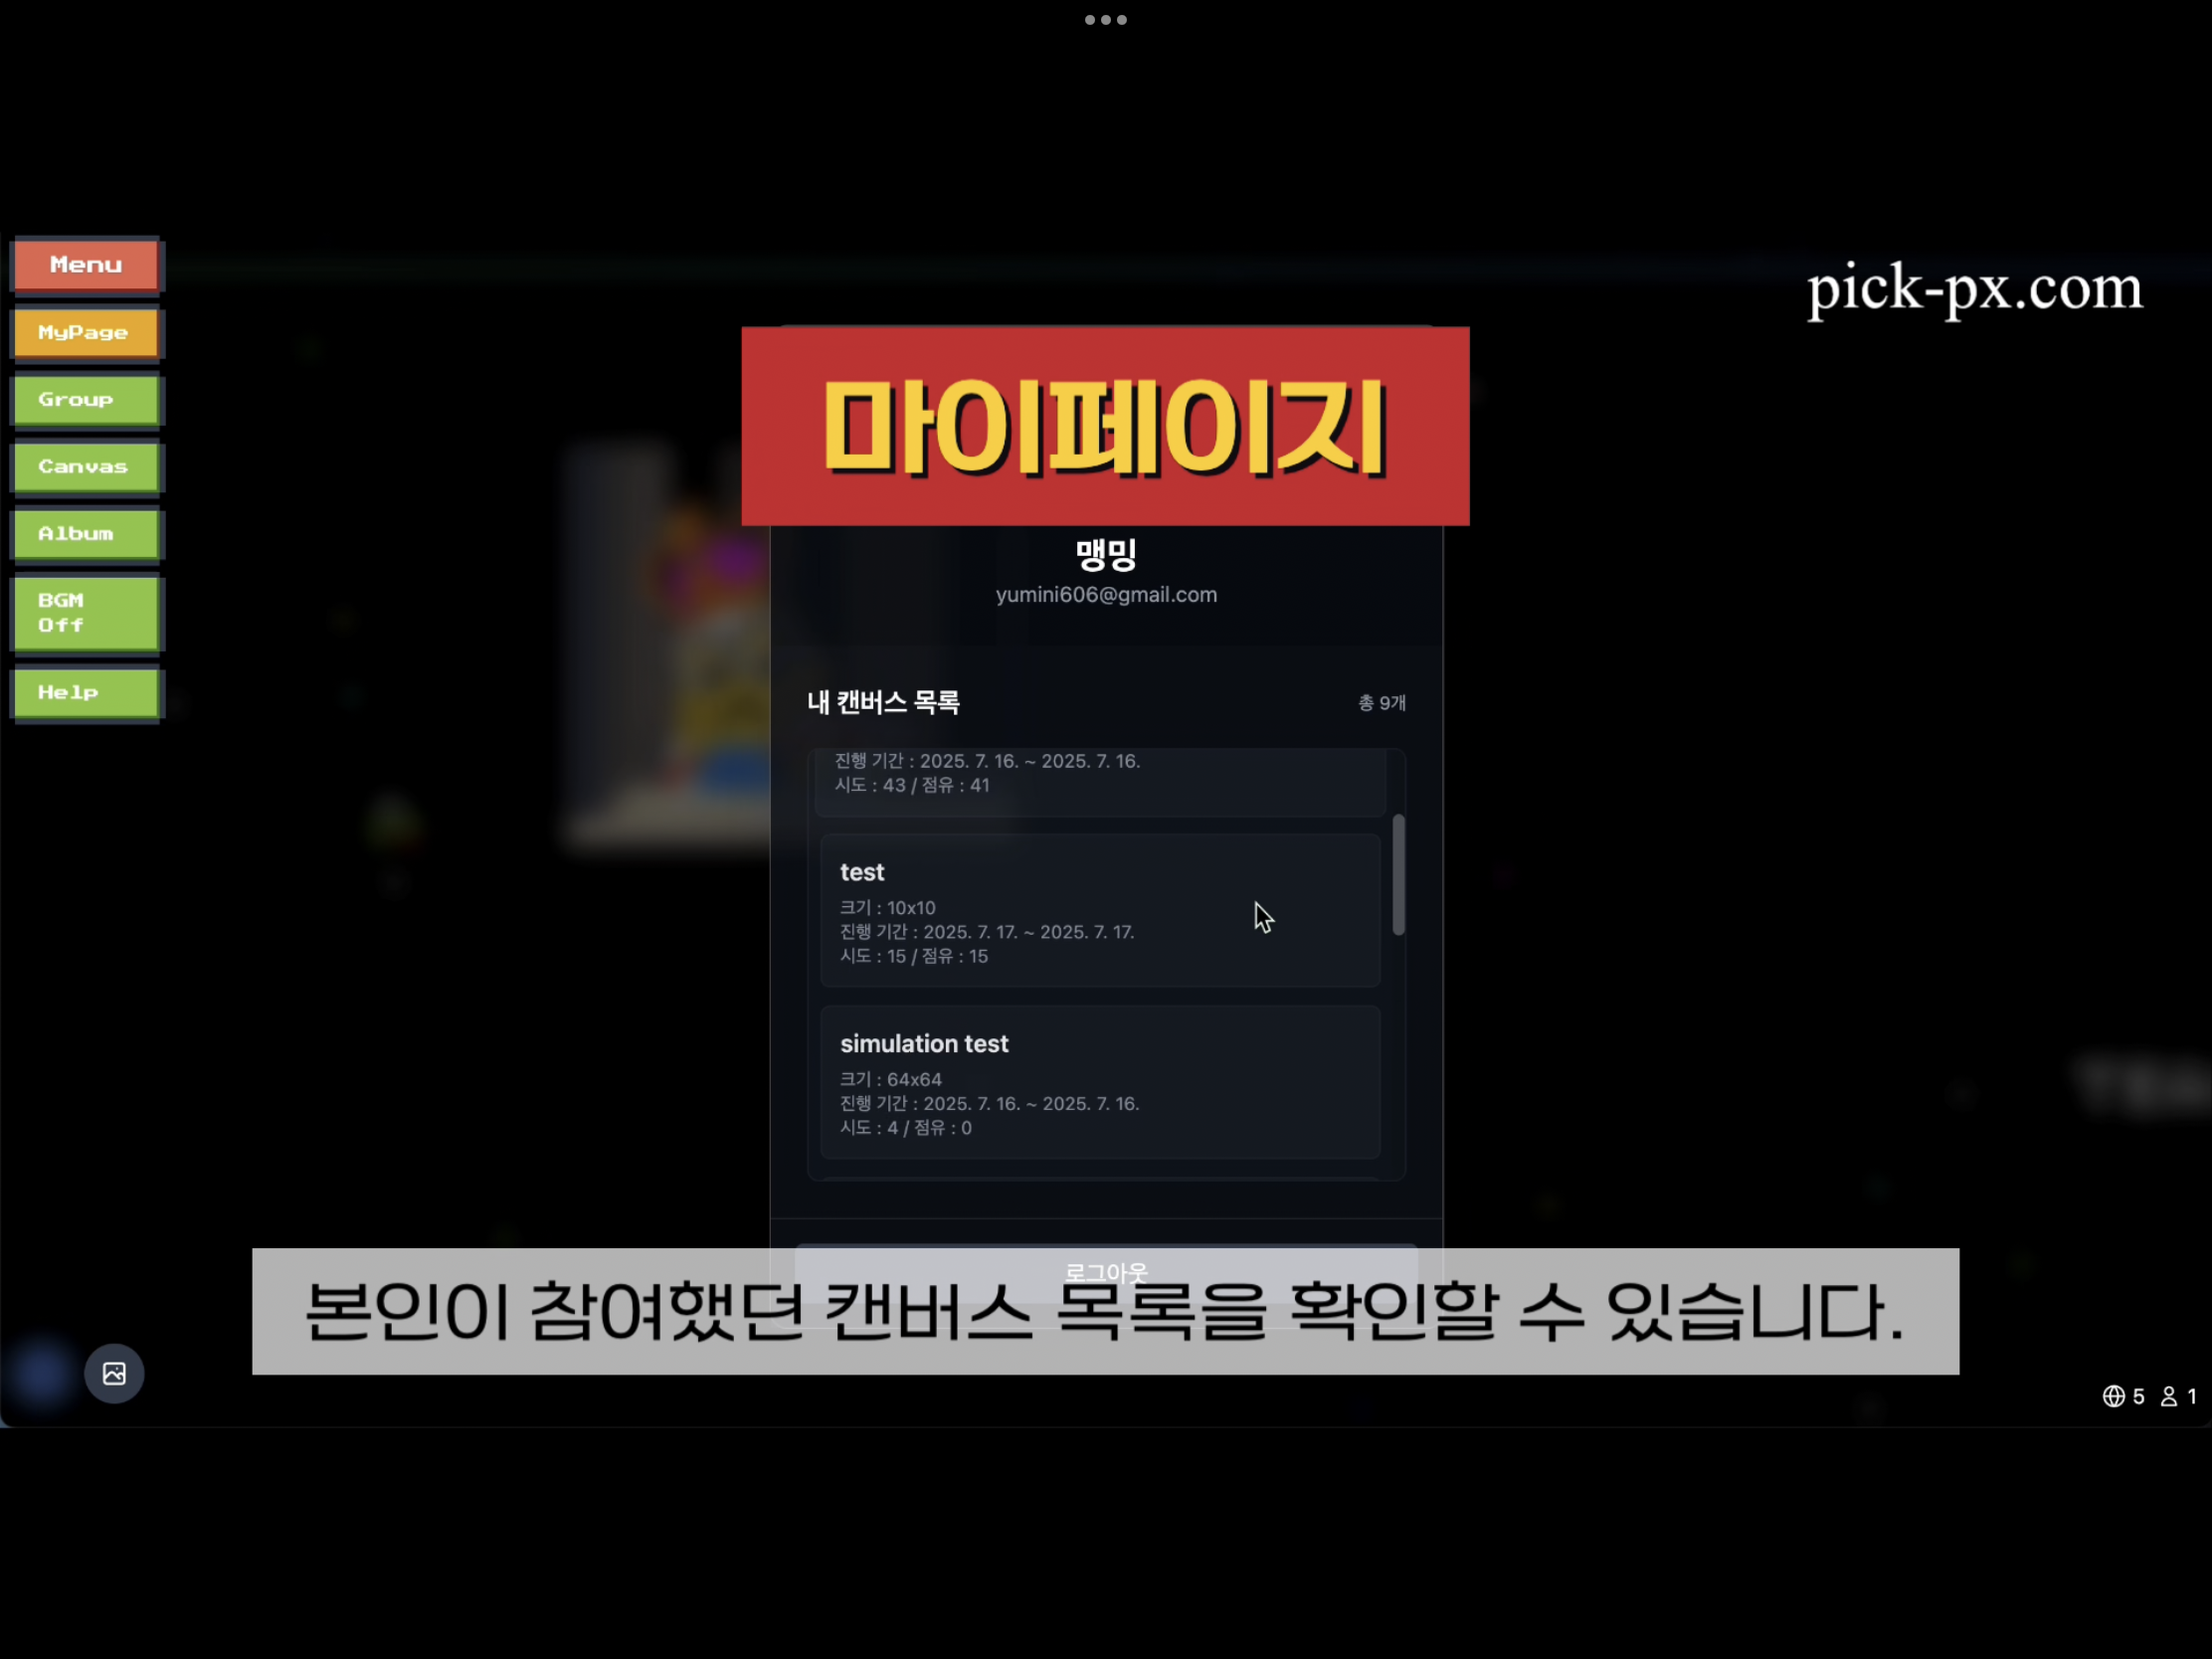 Menu
MyPage
Group
Canvas
Album
BGM
Off
Help
pick-px.com
마이페이지
맹밍
yumini606@gmail.com
내 캔버스 목록
총 9개
진행 기간 : 2025. 7. 16. ~ 2025. 7. 16.
시도 : 43 / 점유 : 41
test
크기 : 10x10
진행 기간 : 2025. 7. 17. ~ 2025. 7. 17.
시도 : 15 / 점유 : 15
simulation test
크기 : 64x64
진행 기간 : 2025. 7. 16. ~ 2025. 7. 16.
시도 : 4 / 점유 : 0
로그아웃
본인이 참여했던 캔버스 목록을 확인할 수 있습니다.
5 1